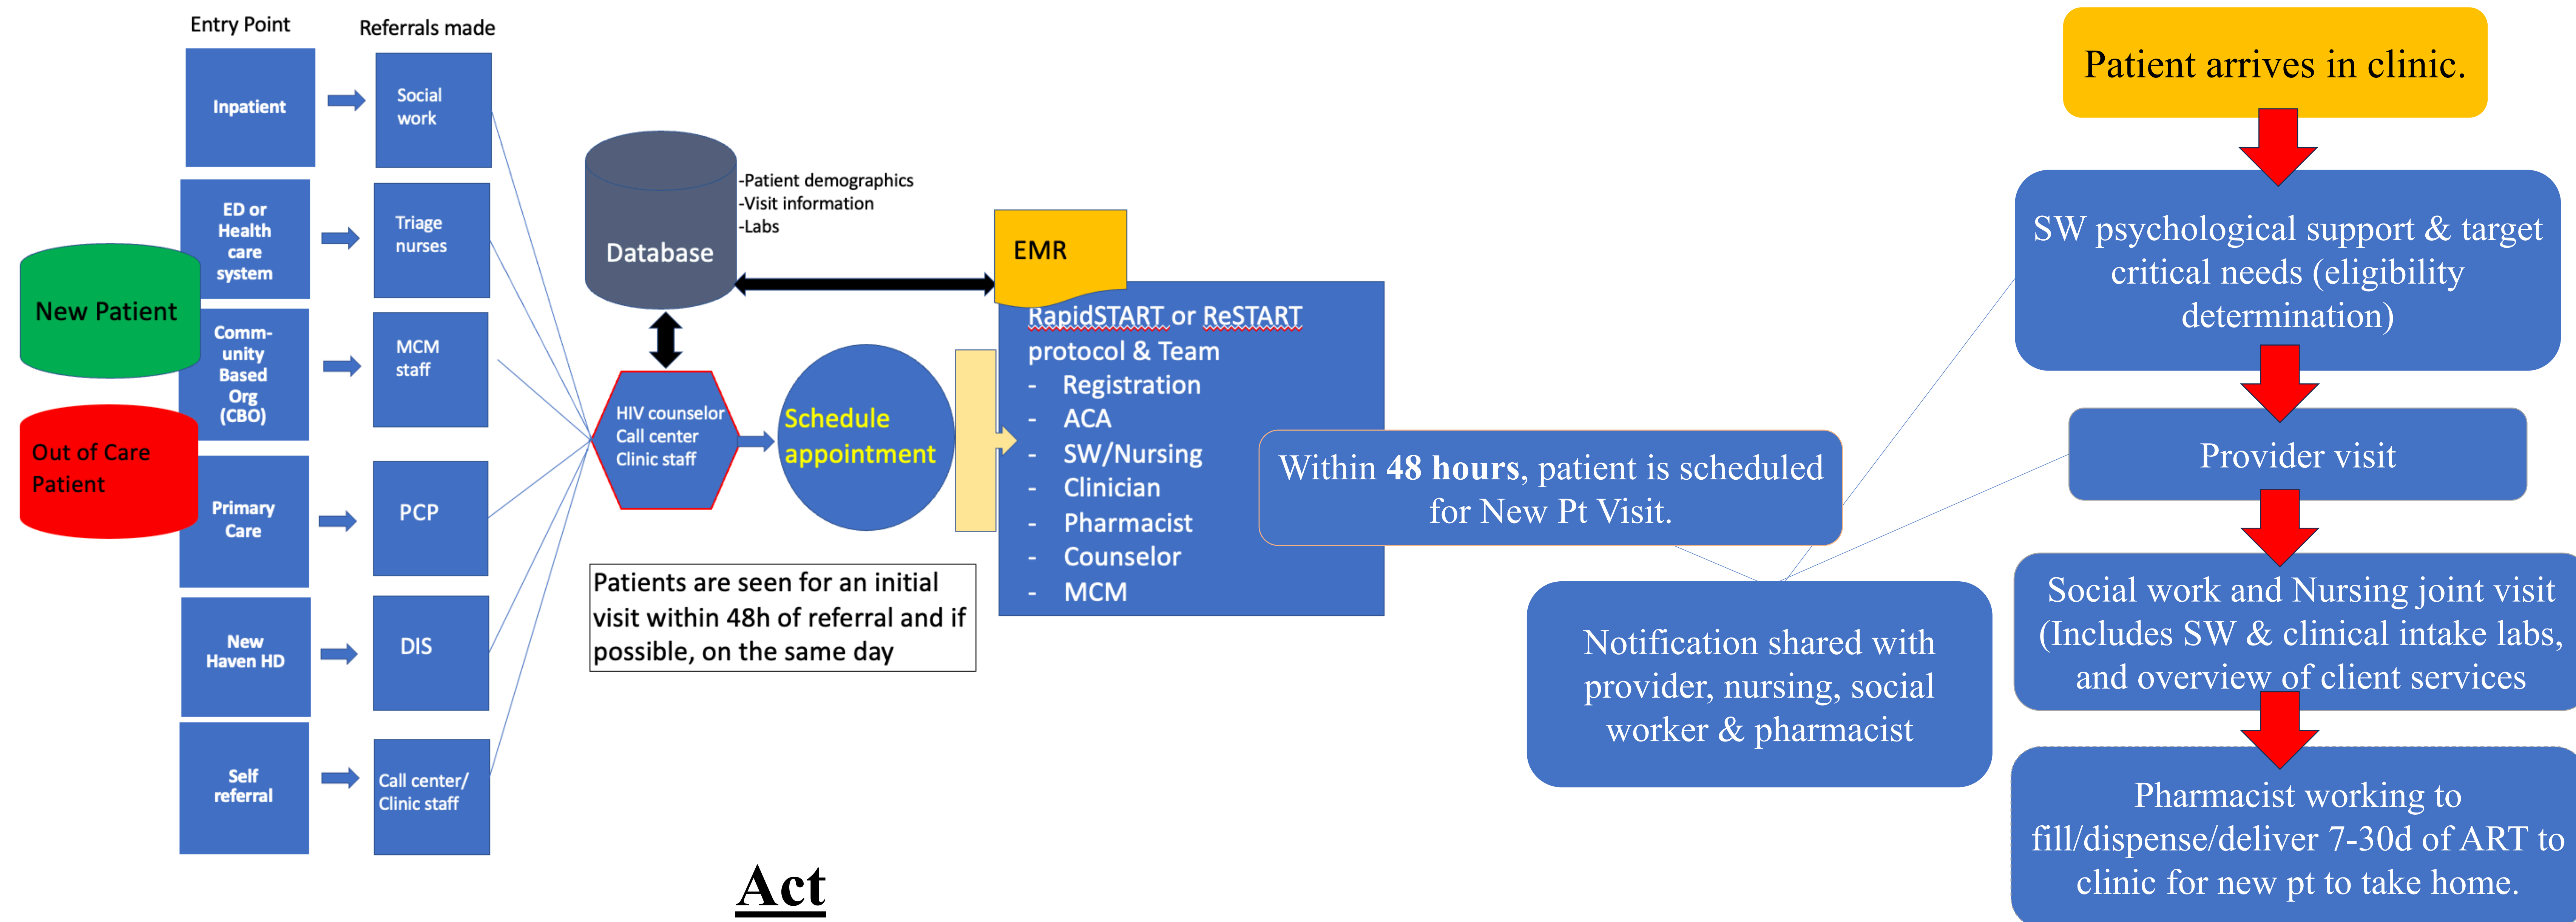 Entry Point
Referrals made
New Patient
Out of Care
Patient
Inpatient
Social
work
ED or
Health
care
system
Triage
nurses
Comm-
unity
Based
Org
(CBO)
MCM
staff
Primary
Care
PCP
New
Haven HD
DIS
Self
referral
Call center/
Clinic staff
Database
-Patient demographics
-Visit information
-Labs
HIV counselor
Call center
Clinic staff
Schedule
appointment
Patients are seen for an initial
visit within 48h of referral and if
possible, on the same day
EMR
RapidSTART or ReSTART
protocol & Team
- Registration
- ACA
- SW/Nursing
- Clinician
- Pharmacist
- Counselor
- MCM
Within 48 hours, patient is scheduled
for New Pt Visit.
Notification shared with
provider, nursing, social
worker & pharmacist
Patient arrives in clinic.
SW psychological support & target
critical needs (eligibility
determination)
Provider visit
Social work and Nursing joint visit
(Includes SW & clinical intake labs,
and overview of client services
Pharmacist working to
fill/dispense/deliver 7-30d of ART to
clinic for new pt to take home.
Act